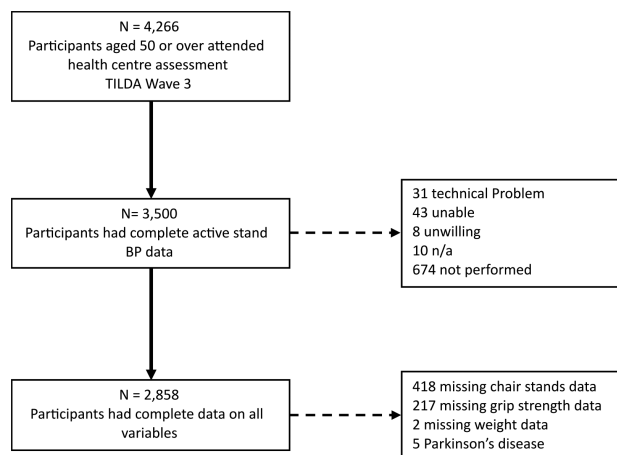 N = 4,266
Participants aged 50 or over attended
health centre assessment
TILDA Wave 3
N= 3,500
Participants had complete active stand
BP data
31 technical Problem
43 unable
8 unwilling
10 n/a
674 not performed
N = 2,858
Participants had complete data on all
variables
418 missing chair stands data
217 missing grip strength data
2 missing weight data
5 Parkinson's disease